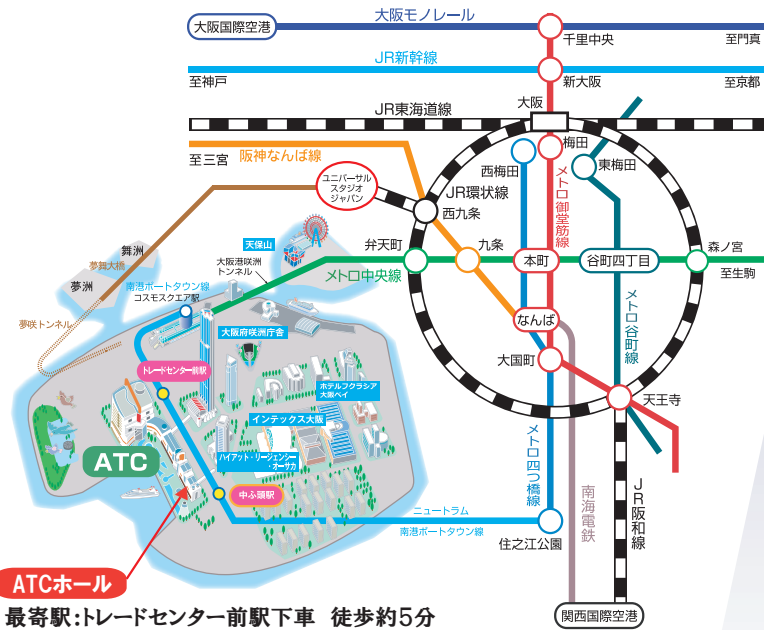 大阪モノレール
大阪国際空港
千里中央
至門真
JR新幹線
至神戸
新大阪
至京都
大阪
JR東海道線
梅田
阪神なんば線
至三宮
西梅田
東梅田
ユニバーサル
スタジオ
ジャパン
JR環状線
西九条
メトロ御堂筋線
天保山
舞洲
夢舞大橋
夢洲
大阪港咲洲
トンネル
弁天町
九条
本町
谷町四丁目
森ノ宮
至生駒
メトロ中央線
南港ポートタウン線
コスモスクエア駅
夢咲トンネル
大阪府咲洲庁舎
なんば
メトロ谷町線
大国町
トレードセンター前駅
ホテルフクラシア
大阪ベイ
天王寺
インテックス大阪
メトロ四つ橋線
ATC
ハイアット・リージェンシー
・オーサカ
中ふ頭駅
南海電鉄
JR阪和線
ニュートラム
南港ポートタウン線
住之江公園
ATCホール
関西国際空港
最寄駅:トレードセンター前駅下車 徒歩約5分